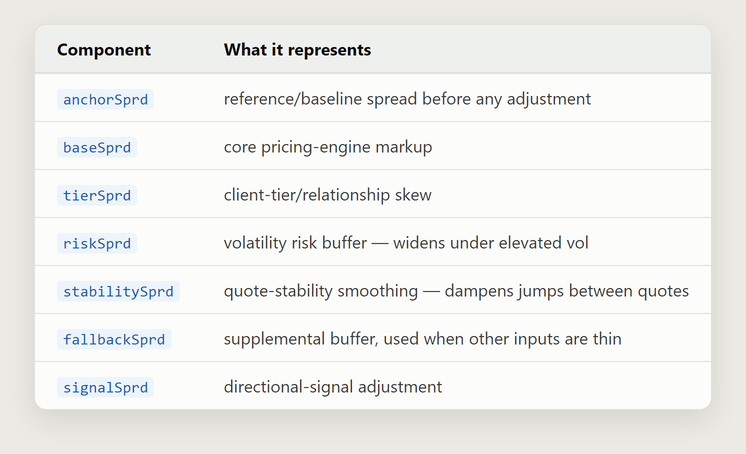 Component What it represents
anchorSprd reference/baseline spread before any adjustment
baseSprd core pricing-engine markup
tierSprd client-tier/relationship skew
riskSprd volatility risk buffer — widens under elevated vol
stabilitySprd quote-stability smoothing — dampens jumps between quotes
fallbackSprd supplemental buffer, used when other inputs are thin
signalSprd directional-signal adjustment